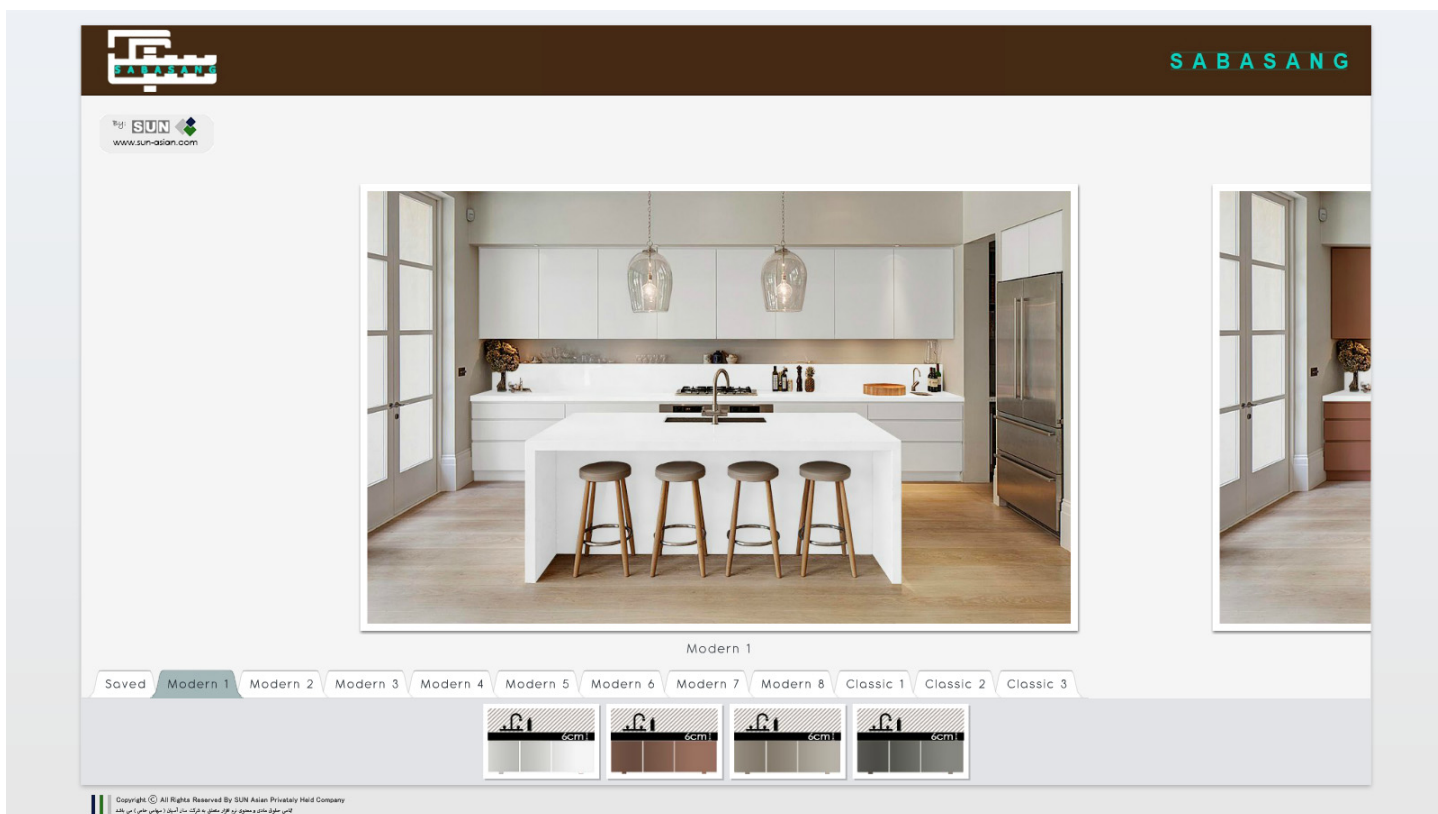 SABASANG
SABASANG
By: SUN
www.sun-asian.com
Modern 1
Saved
Modern 1
Modern 2
Modern 3
Modern 4
Modern 5
Modern 6
Modern 7
Modern 8
Classic 1
Classic 2
Classic 3
6cm
6cm
6cm
6cm
Copyright © All Rights Reserved By SUN Asian Privately Held Company